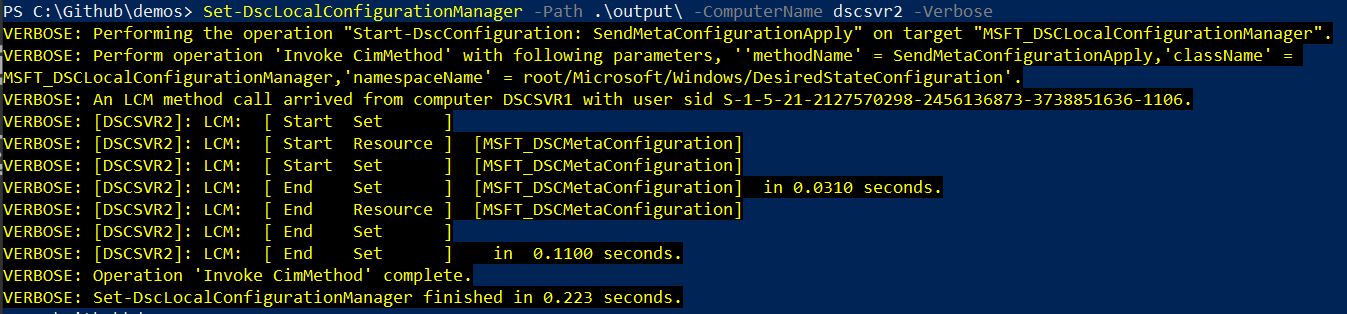 PS C:\Github\demos> Set-DscLocalConfigurationManager -Path .\output\ -ComputerName dscsvr2 -Verbose
VERBOSE: Performing the operation "Start-DscConfiguration: SendMetaConfigurationApply" on target "MSFT_DSCLocalConfigurationManager".
VERBOSE: Perform operation 'Invoke CimMethod' with following parameters, ''methodName' = SendMetaConfigurationApply,'className' =
MSFT_DSCLocalConfigurationManager,'namespaceName' = root/Microsoft/Windows/DesiredStateConfiguration'.
VERBOSE: An LCM method call arrived from computer DSCSVR1 with user sid S-1-5-21-2127570298-2456136873-3738851636-1106.
VERBOSE: [DSCSVR2]: LCM:  [ Start  Set      ]
VERBOSE: [DSCSVR2]: LCM:  [ Start  Resource ]  [MSFT_DSCMetaConfiguration]
VERBOSE: [DSCSVR2]: LCM:  [ Start  Set      ]  [MSFT_DSCMetaConfiguration]
VERBOSE: [DSCSVR2]: LCM:  [ End    Set      ]  [MSFT_DSCMetaConfiguration]  in 0.0310 seconds.
VERBOSE: [DSCSVR2]: LCM:  [ End    Resource ]  [MSFT_DSCMetaConfiguration]
VERBOSE: [DSCSVR2]: LCM:  [ End    Set      ]
VERBOSE: [DSCSVR2]: LCM:  [ End    Set      ]    in  0.1100 seconds.
VERBOSE: Operation 'Invoke CimMethod' complete.
VERBOSE: Set-DscLocalConfigurationManager finished in 0.223 seconds.